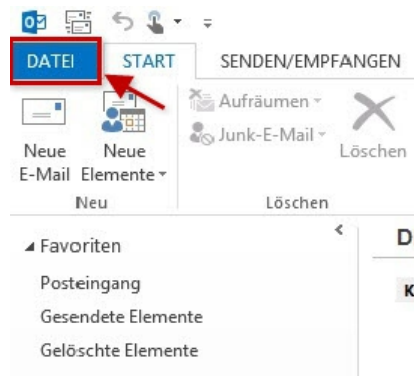 DATEI START SENDEN/EMPFANGEN
Neue E-Mail
Neue Elemente
Aufräumen
Junk-E-Mail
Löschen
Neu
Löschen
Favoriten
Posteingang
Gesendete Elemente
Gelöschte Elemente
D
K